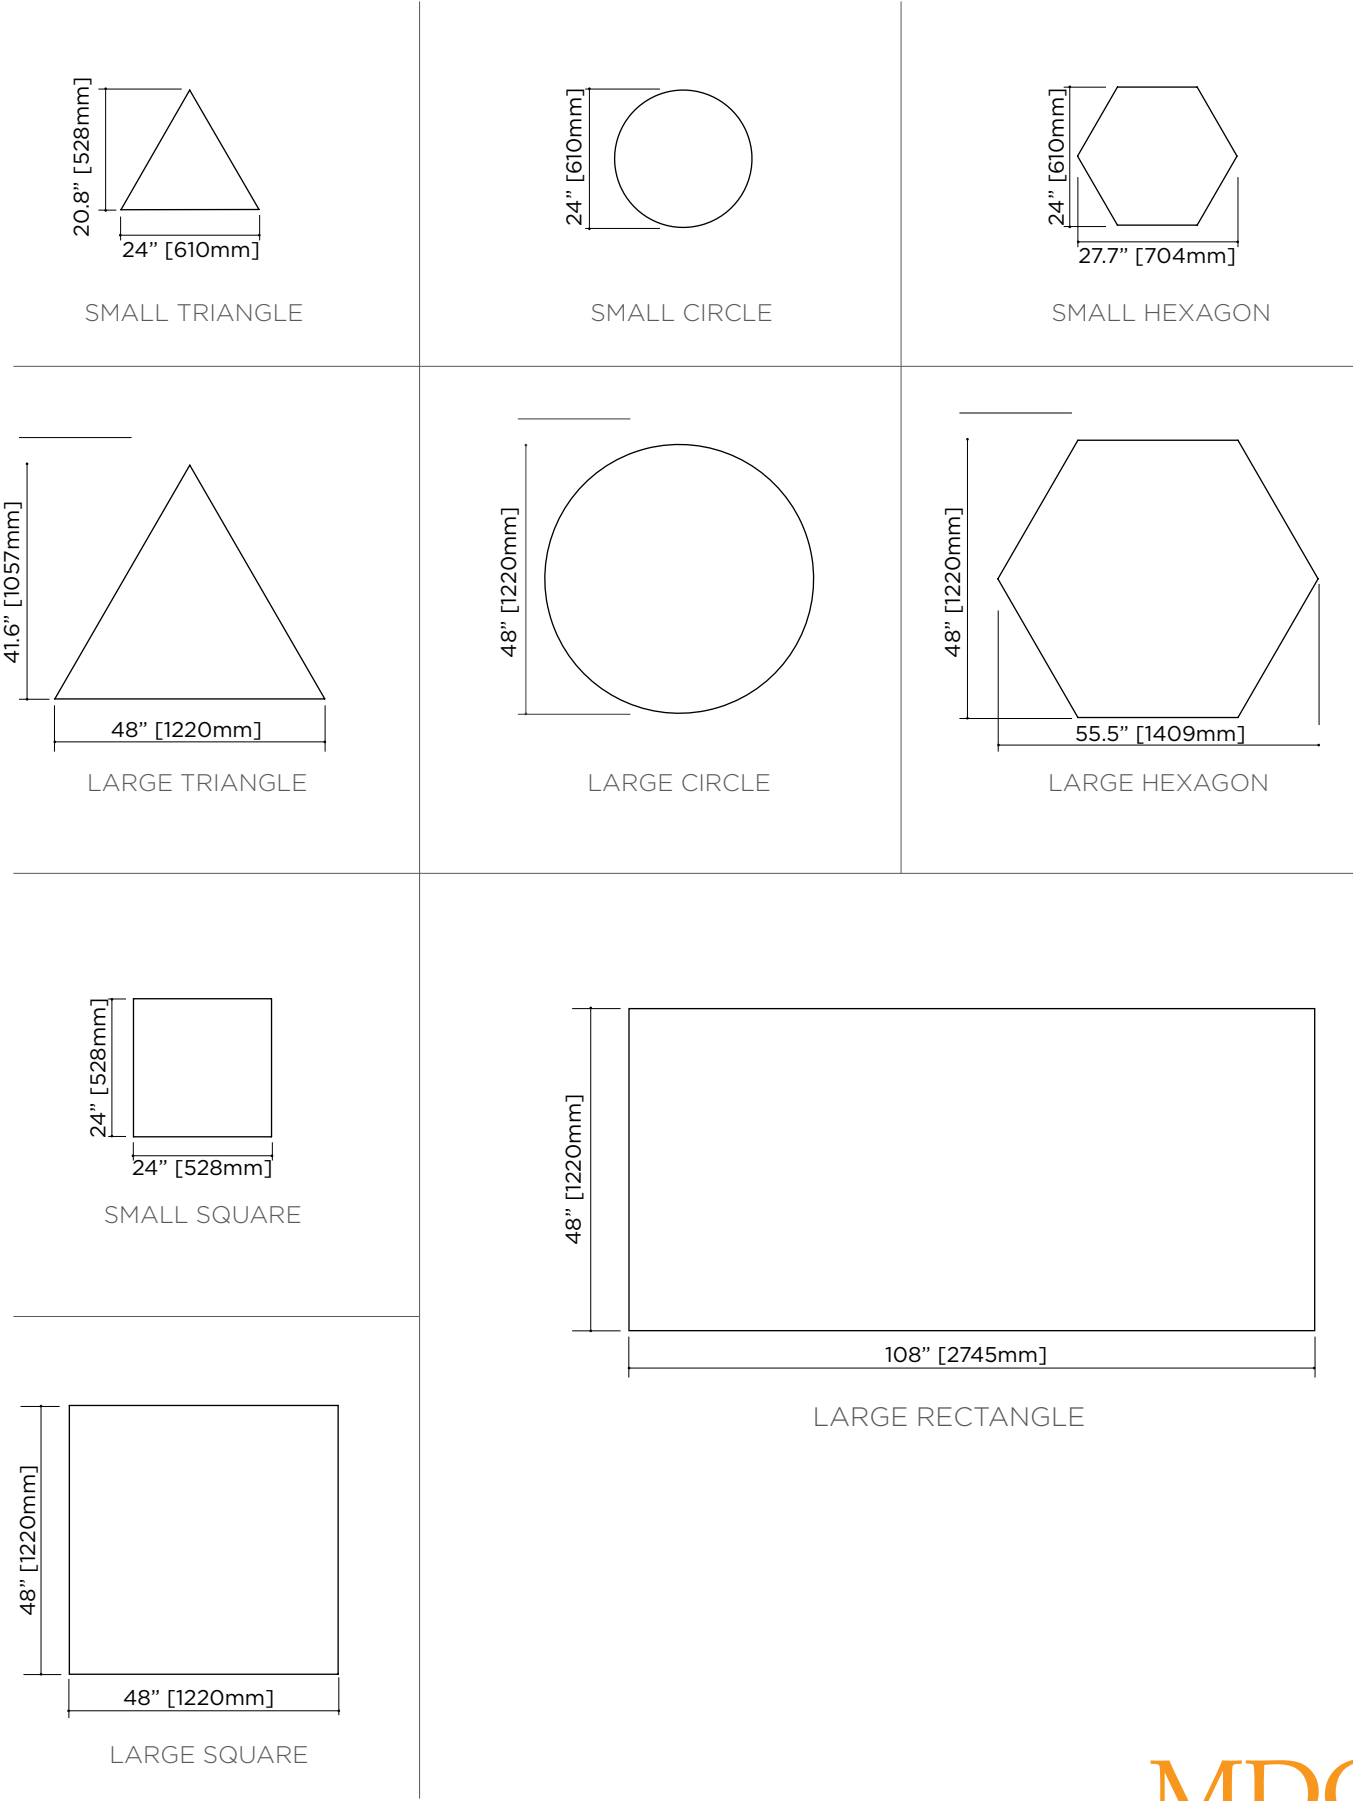 20.8” [528mm]
24” [610mm]
SMALL TRIANGLE
24” [610mm]
SMALL CIRCLE
24” [610mm]
27.7” [704mm]
SMALL HEXAGON
41.6” [1057mm]
48” [1220mm]
LARGE TRIANGLE
48” [1220mm]
LARGE CIRCLE
48” [1220mm]
55.5” [1409mm]
LARGE HEXAGON
24” [528mm]
24” [528mm]
SMALL SQUARE
48” [1220mm]
108” [2745mm]
LARGE RECTANGLE
48” [1220mm]
48” [1220mm]
LARGE SQUARE